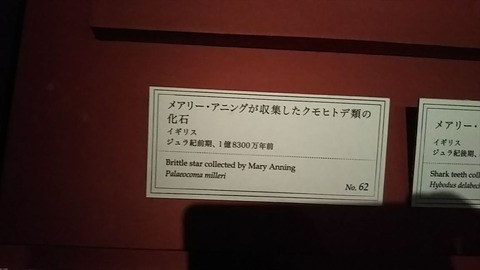 メアリー・アニングが収集したクモヒトデ類の
化石
イギリス
ジュラ紀前期、1億8300万年前
Brittle star collected by Mary Anning
Palaeocoma milleri
No. 62
メアリー・
イギリス
ジュラ紀後期、
Shark teeth coll
Hybodus delabech